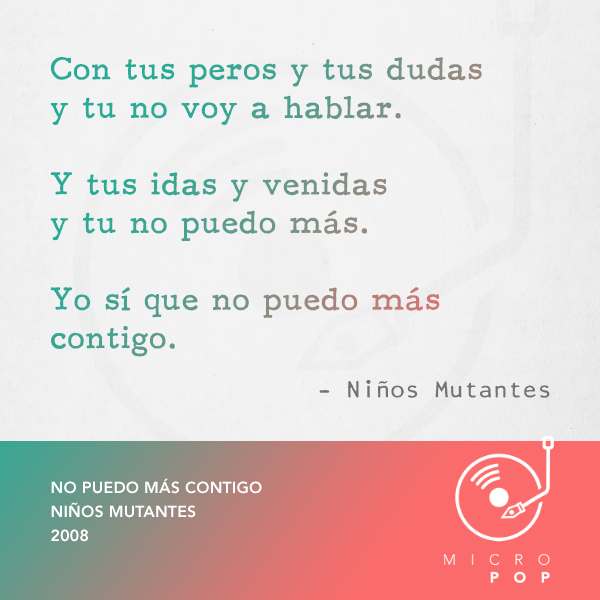 Con tus peros y tus dudas
y tu no voy a hablar.
Y tus idas y venidas
y tu no puedo más.
Yo sí que no puedo más
contigo.
– Niños Mutantes
NO PUEDO MÁS CONTIGO
NIÑOS MUTANTES
2008
MICRO
POP